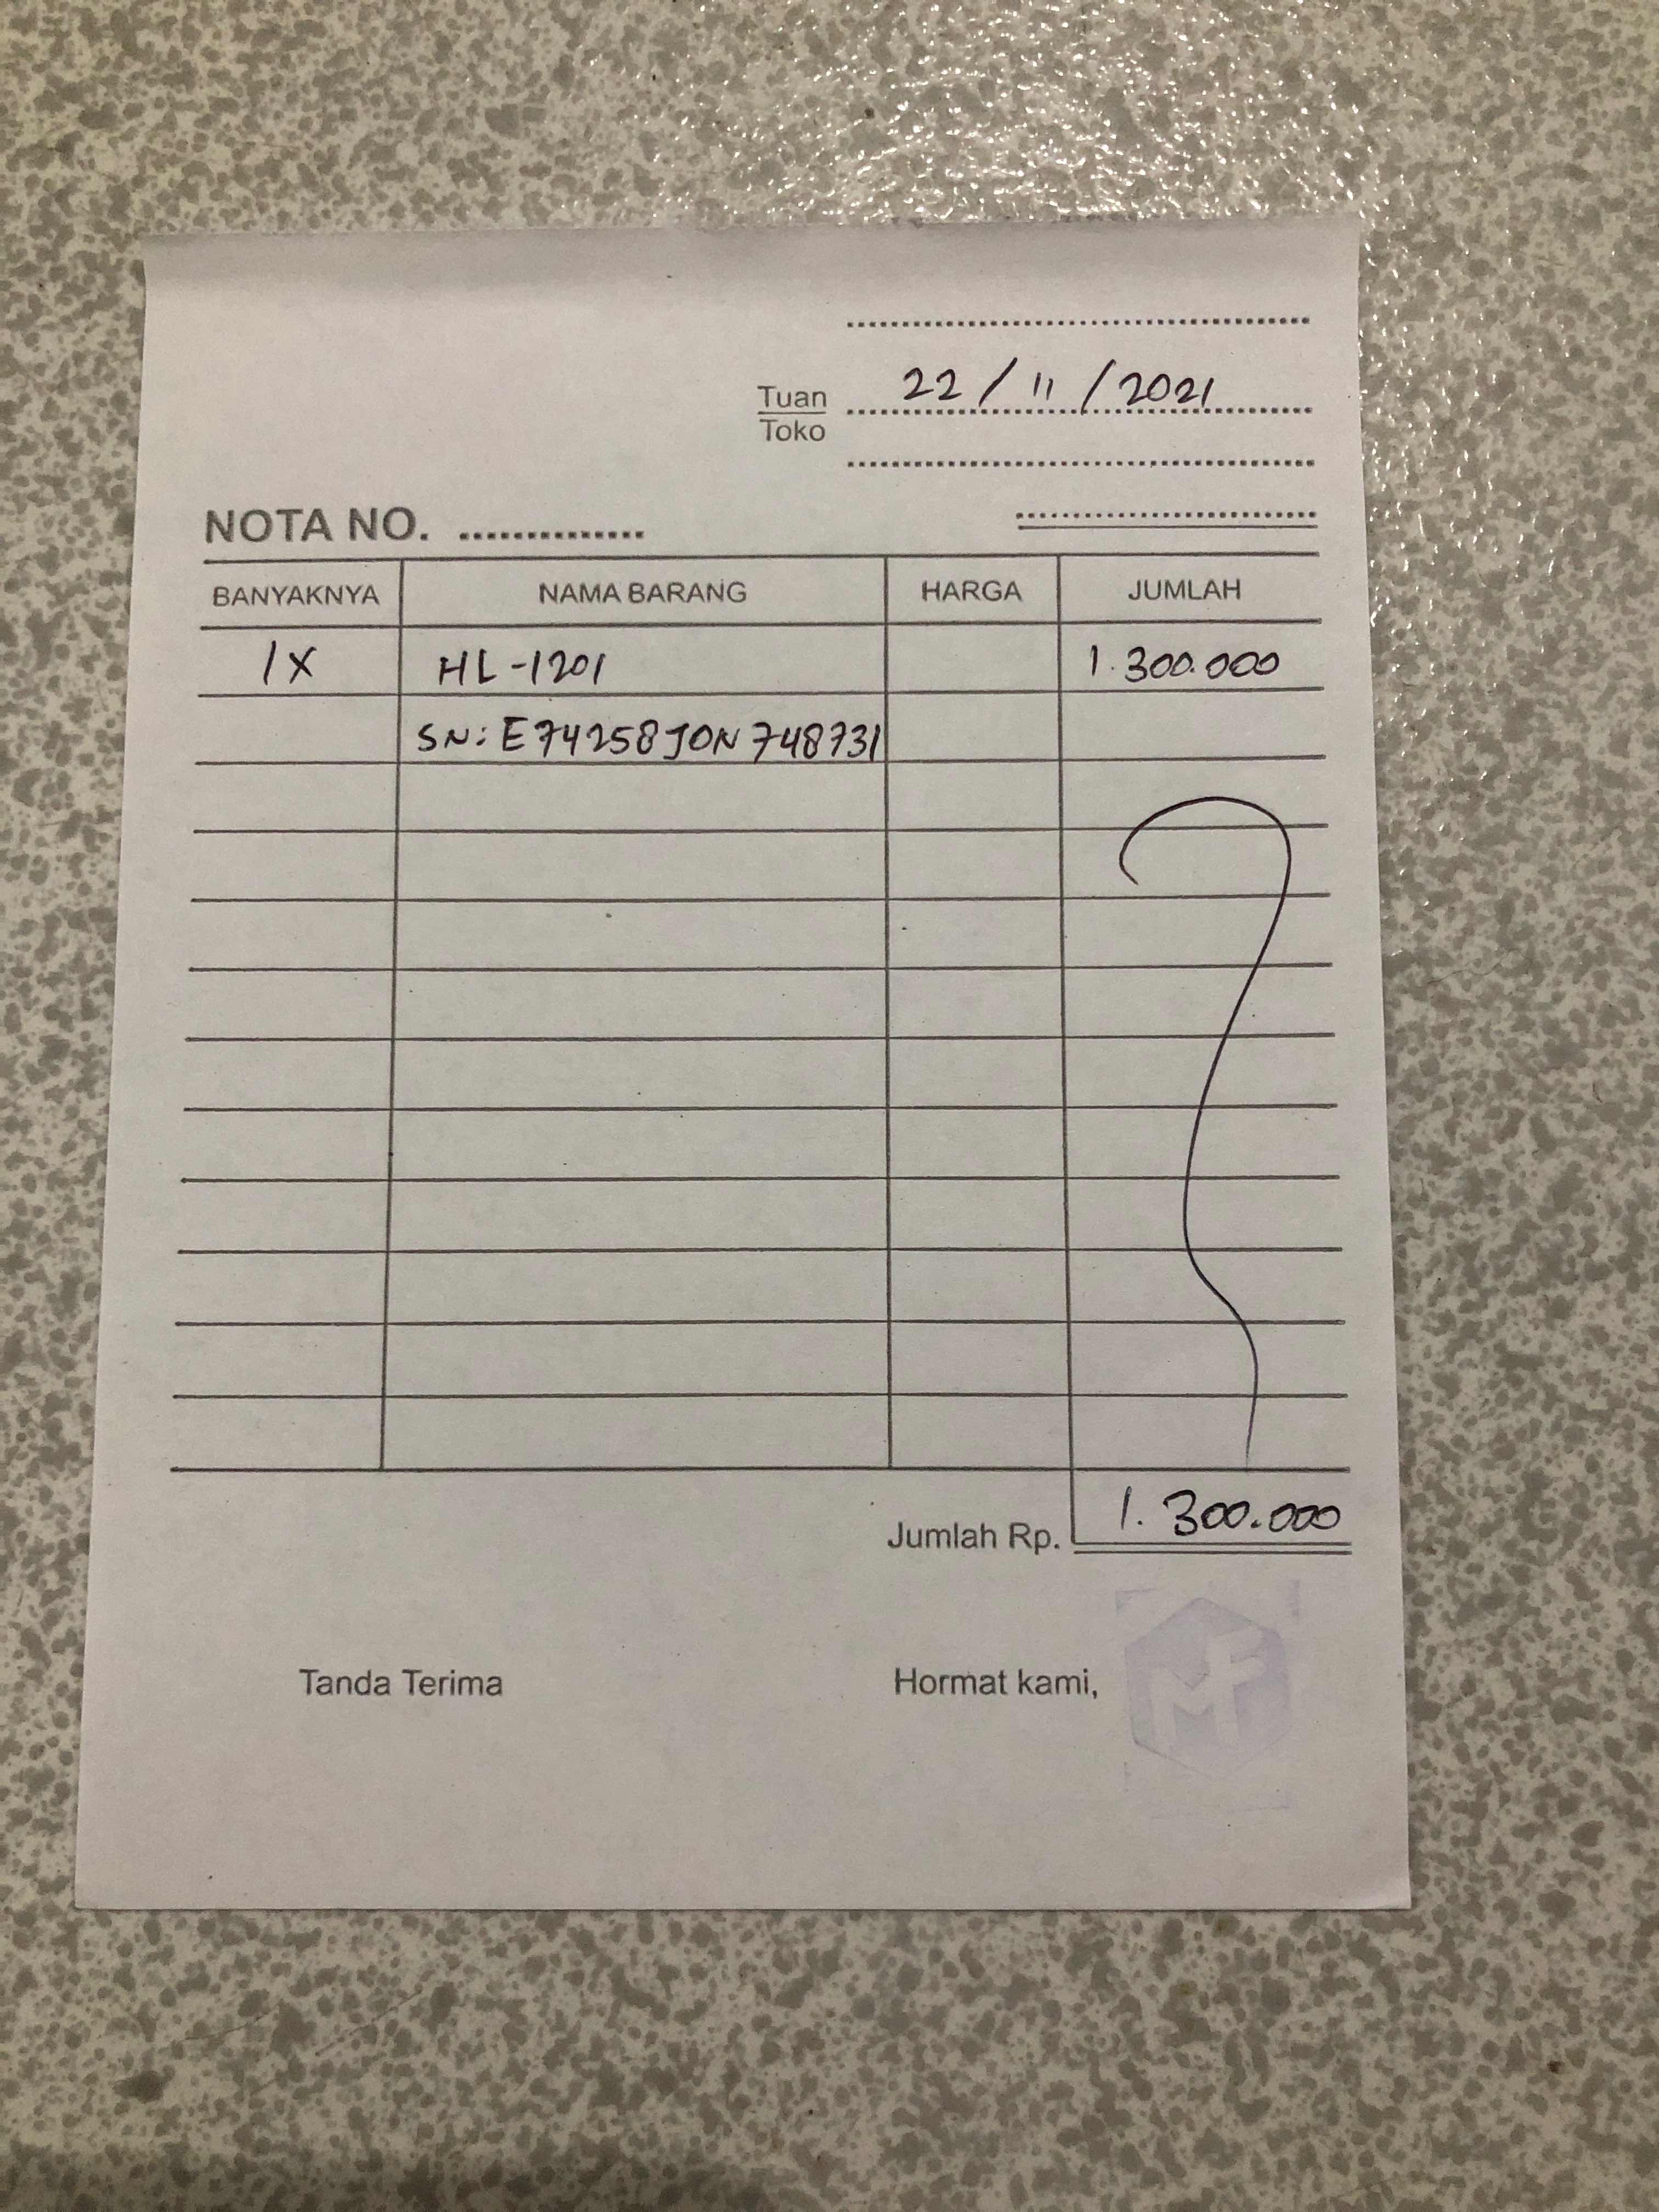 22/11/2021
Tuan
Toko
NOTA NO. ..............
BANYAKNYA NAMA BARANG HARGA JUMLAH
1X HL-1201 1.300.000
SN: E74258J0N748731
Jumlah Rp. 1.300.000
Tanda Terima Hormat kami,
MF